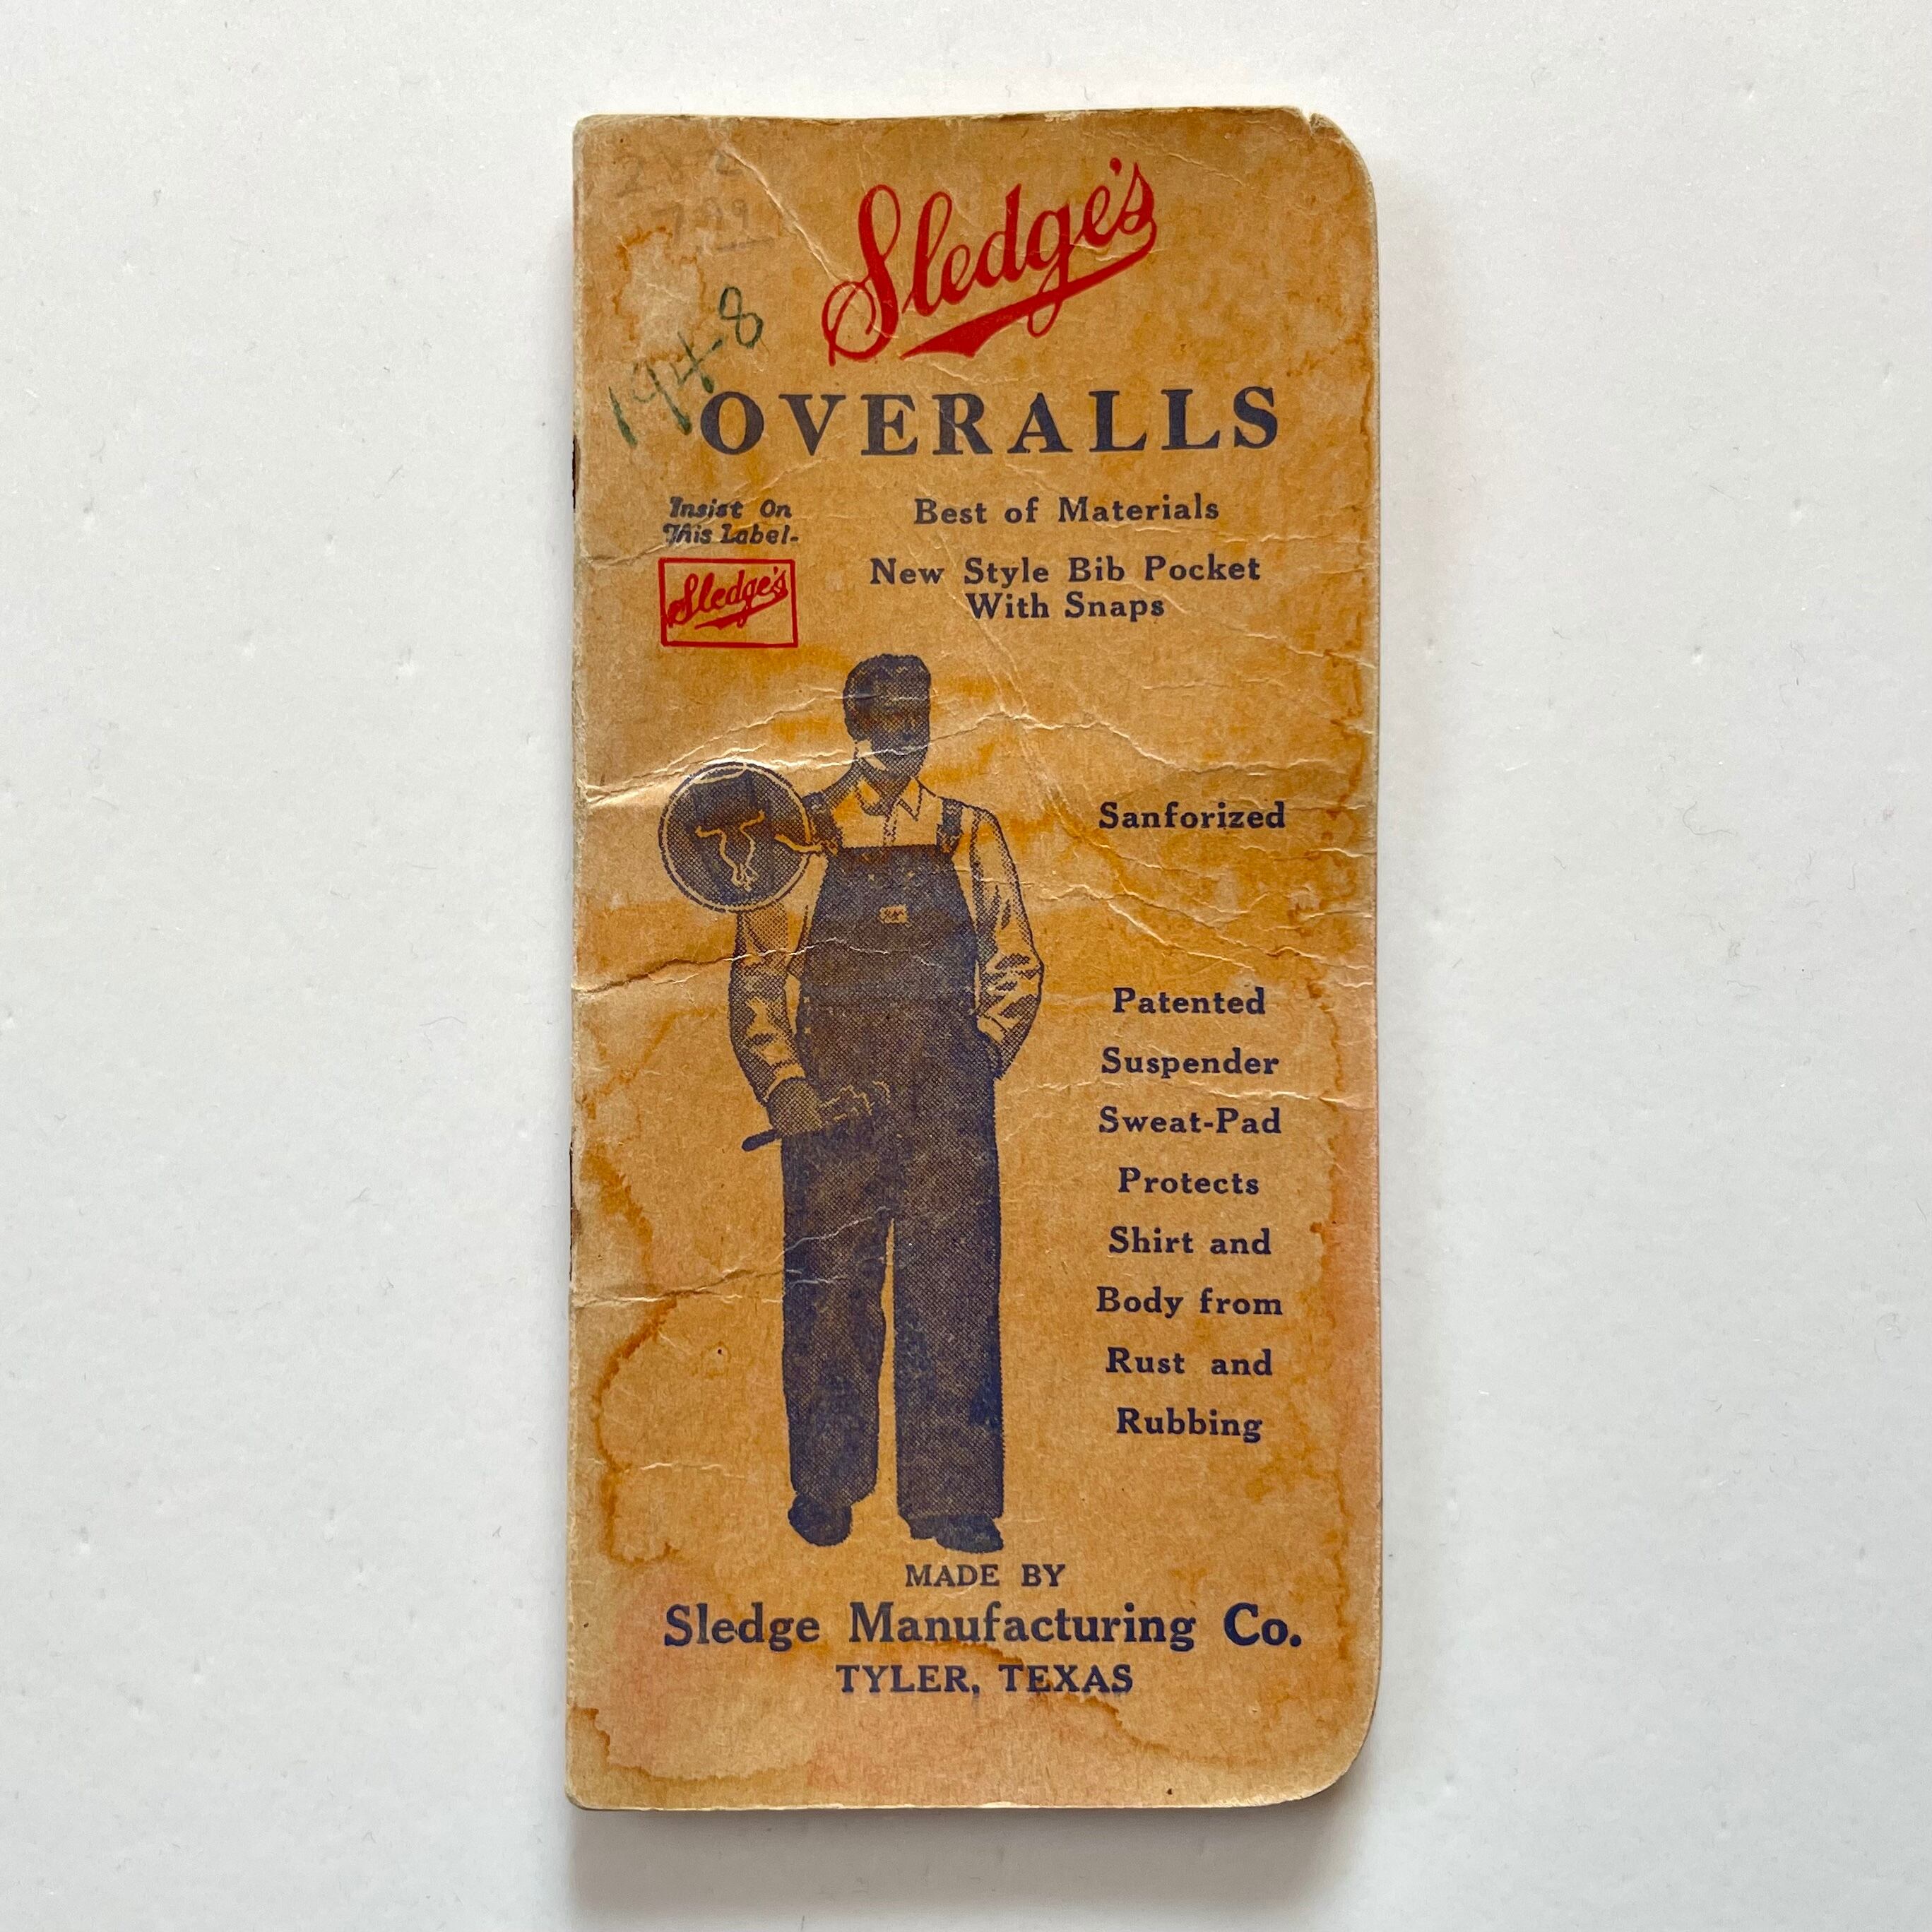 Sledge's
1948
OVERALLS
Insist On
This Label-
Sledge's
Best of Materials
New Style Bib Pocket
With Snaps
Sanforized
Patented
Suspender
Sweat-Pad
Protects
Shirt and
Body from
Rust and
Rubbing
MADE BY
Sledge Manufacturing Co.
TYLER, TEXAS